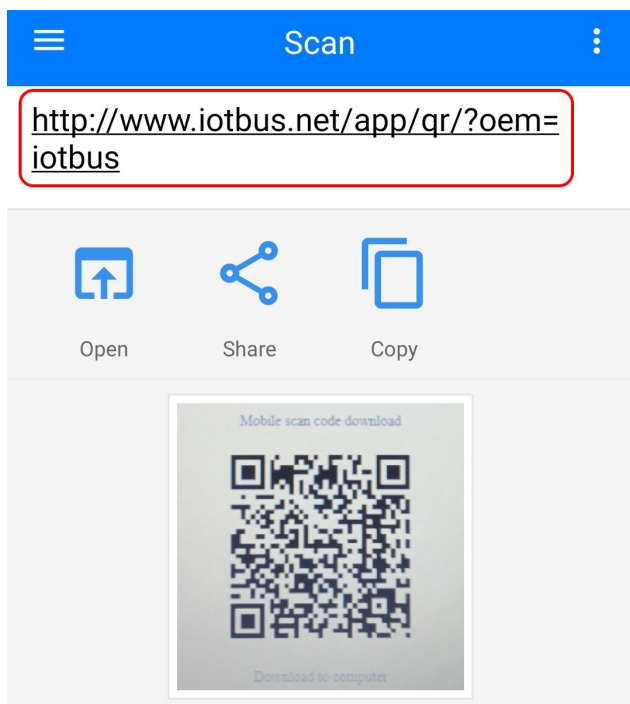 Scan
http://www.iotbus.net/app/qr/?oem=
iotbus
Open Share Copy
Mobile scan code download
Download to computer